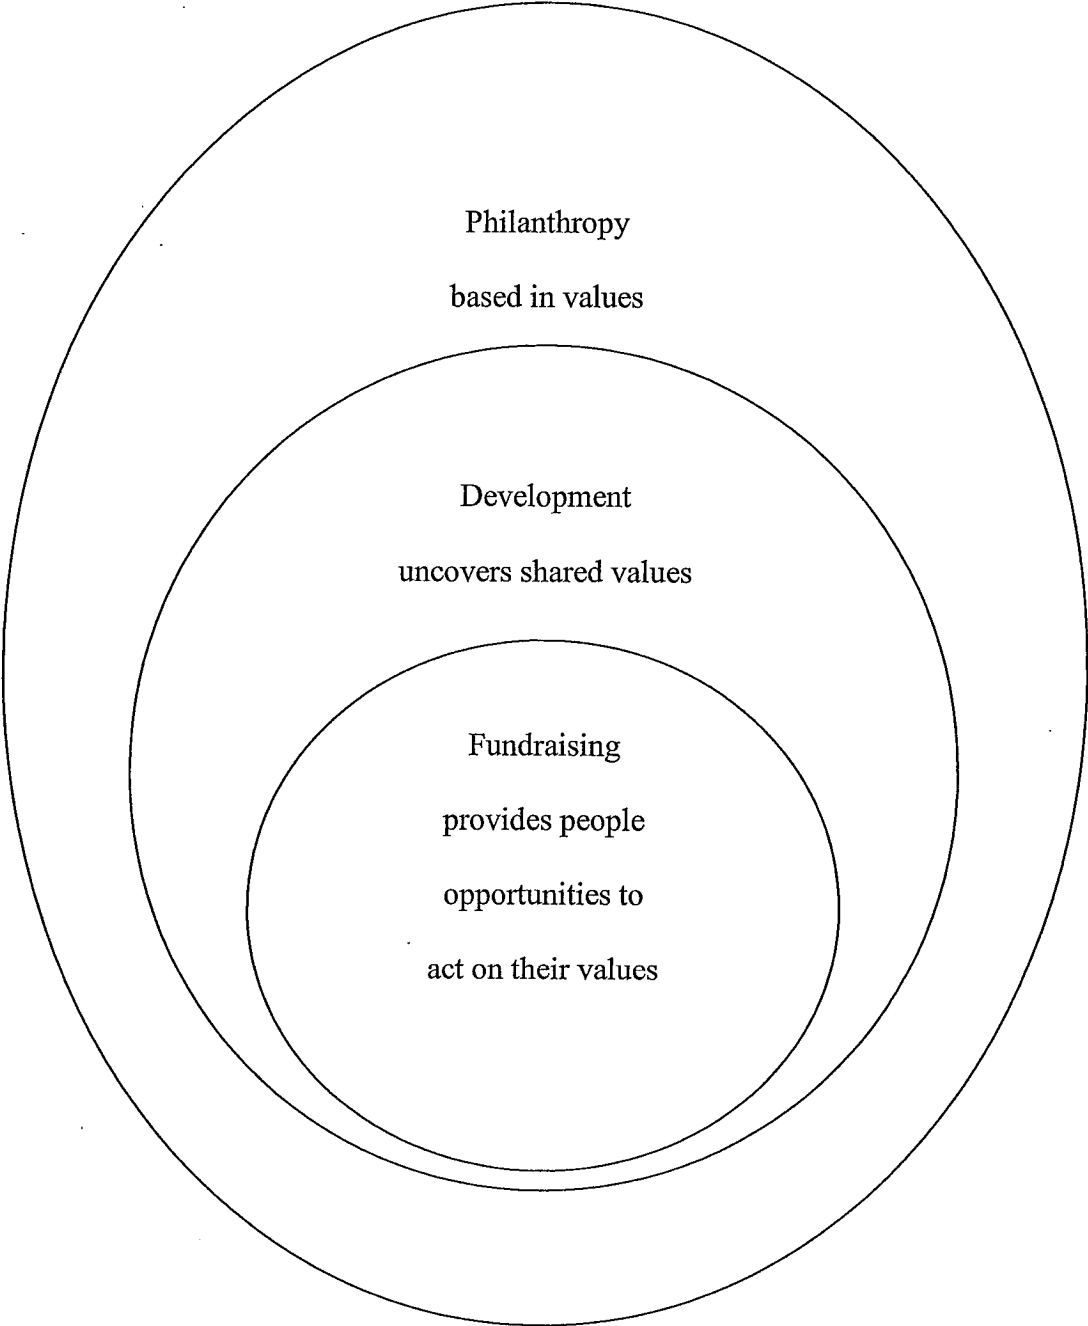 Philanthropy
based in values
Development
uncovers shared values
Fundraising
provides people
opportunities to
act on their values